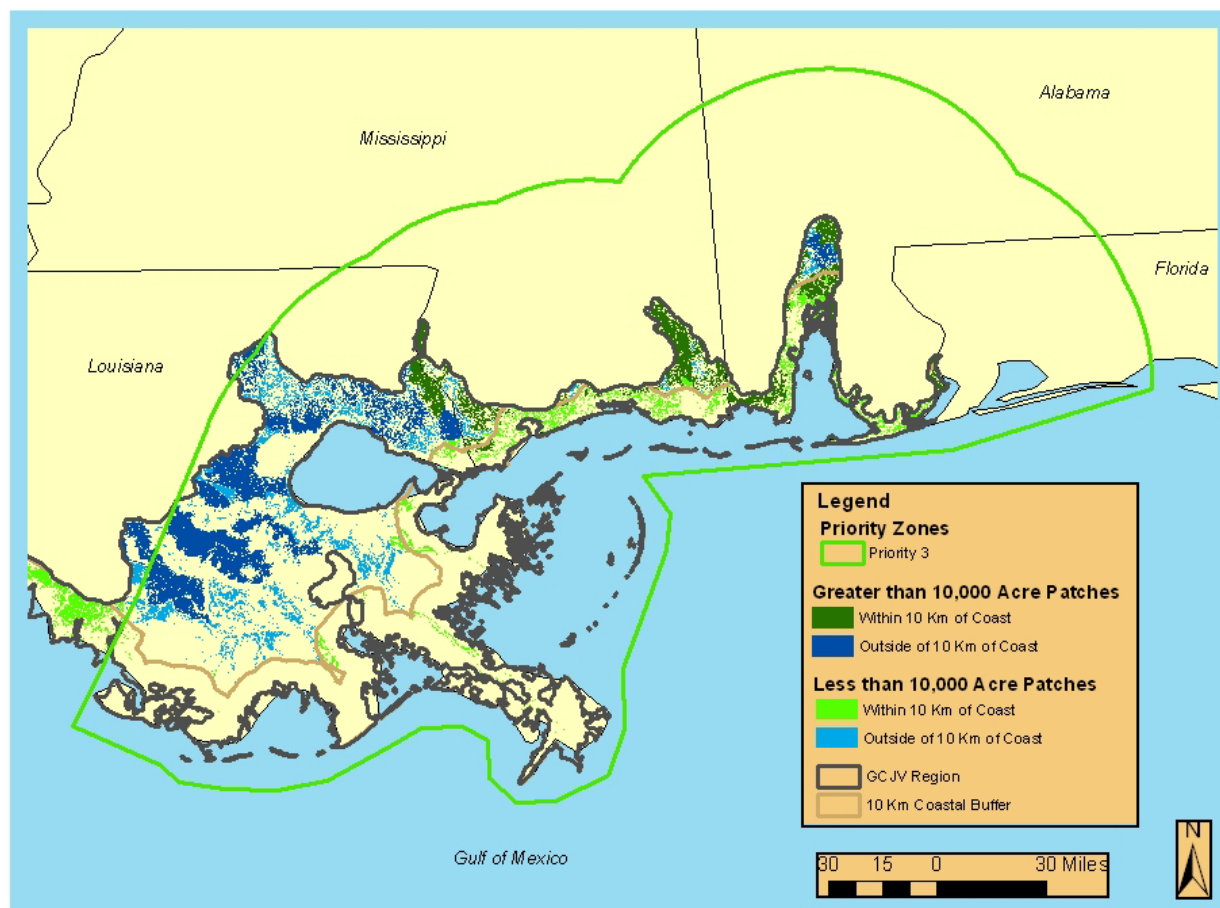 Alabama
Mississippi
Florida
Louisiana
Legend
Priority Zones
Priority 3
Greater than 10,000 Acre Patches
Within 10 Km of Coast
Outside of 10 Km of Coast
Less than 10,000 Acre Patches
Within 10 Km of Coast
Outside of 10 Km of Coast
GCJV Region
10 Km Coastal Buffer
Gulf of Mexico
30 15 0 30 Miles
N